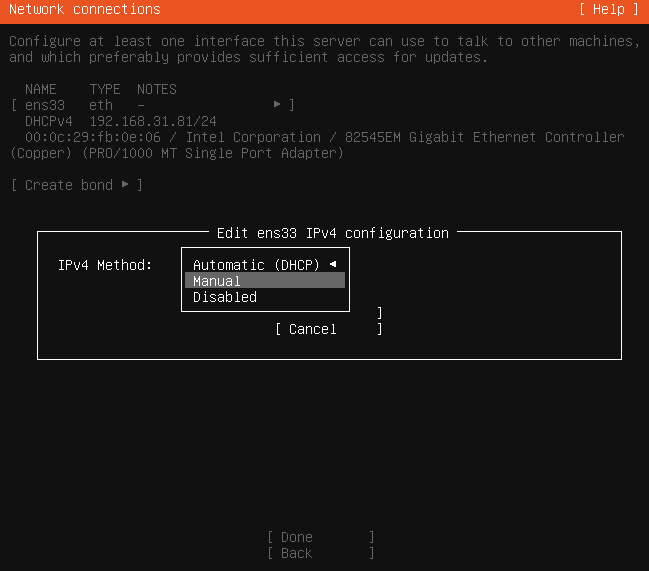 Network connections [ Help ]
Configure at least one interface this server can use to talk to other machines,
and which preferably provides sufficient access for updates.
NAME TYPE NOTES
[ ens33 eth – ▸ ]
DHCPv4 192.168.31.81/24
00:0c:29:fb:0e:06 / Intel Corporation / 82545EM Gigabit Ethernet Controller
(Copper) (PRO/1000 MT Single Port Adapter)
[ Create bond ▸ ]
Edit ens33 IPv4 configuration
IPv4 Method: Automatic (DHCP) ◂
Manual
Disabled
]
[ Cancel ]
[ Done ]
[ Back ]